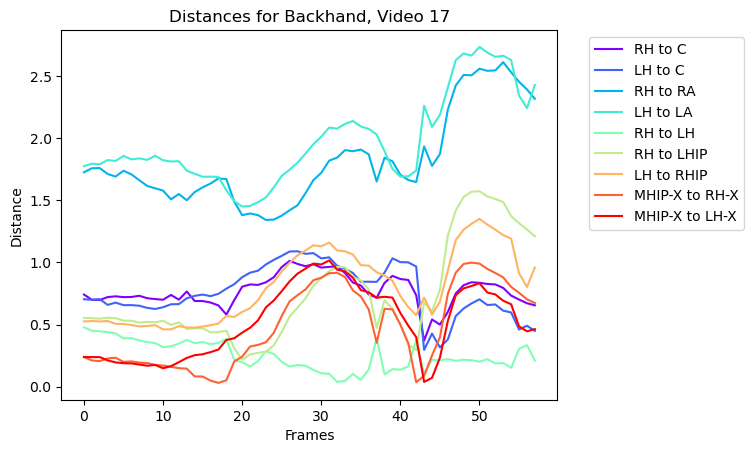 Distances for Backhand, Video 17
Distance
2.5
2.0
1.5
1.0
0.5
0.0
0
10
20
30
40
50
Frames
RH to C
LH to C
RH to RA
LH to LA
RH to LH
RH to LHIP
LH to RHIP
MHIP-X to RH-X
MHIP-X to LH-X